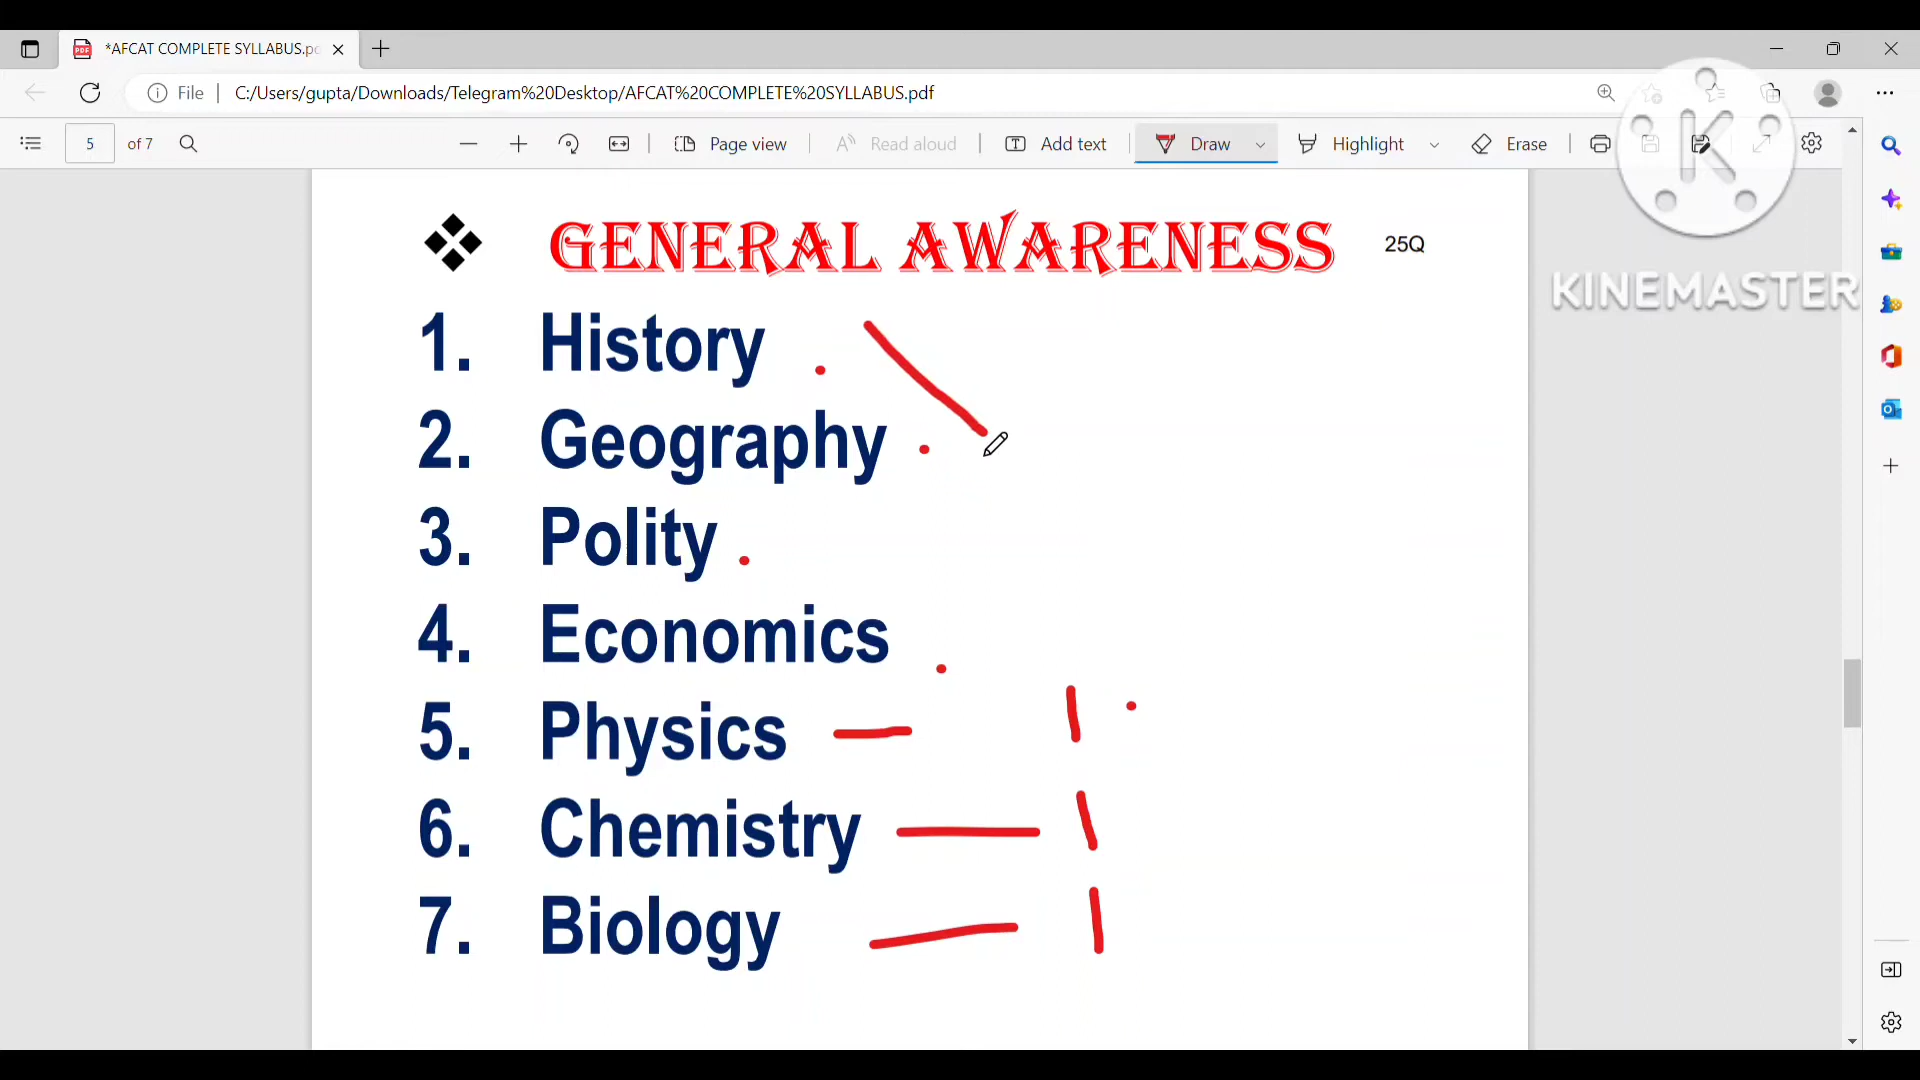 *AFCAT COMPLETE SYLLABUS.p
File | C:/Users/gupta/Downloads/Telegram%20Desktop/AFCAT%20COMPLETE%20SYLLABUS.pdf
5 of 7 Page view Read aloud Add text Draw Highlight Erase
K
KINEMASTER
GENERAL AWARENESS 25Q
1. History
2. Geography
3. Polity
4. Economics
5. Physics
6. Chemistry
7. Biology